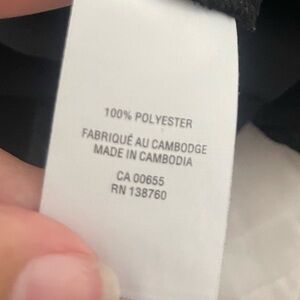 100% POLYESTER
FABRIQUÉ AU CAMBODGE
MADE IN CAMBODIA
CA 00655
RN 138760